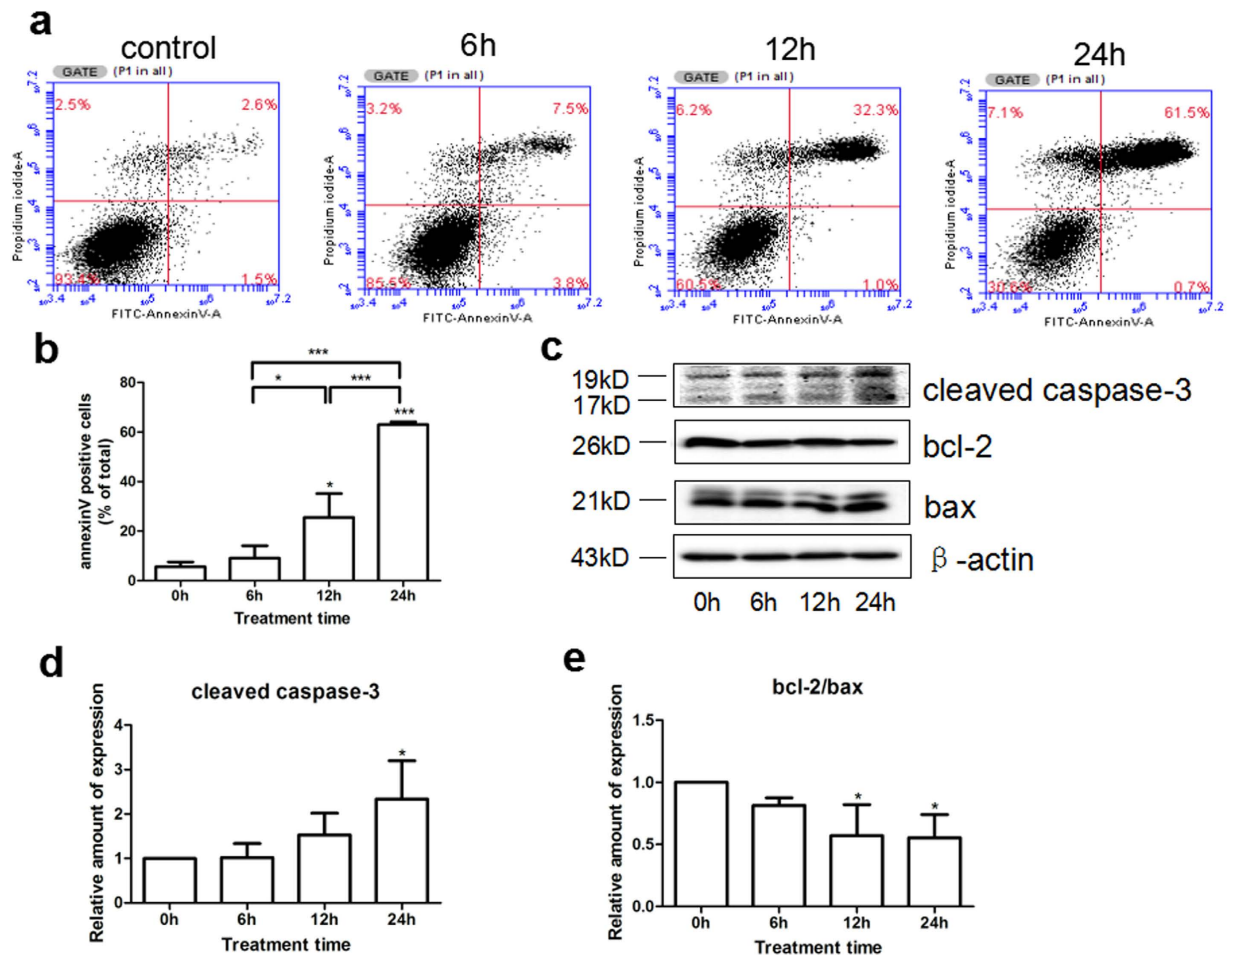 a
control
6h
12h
24h
GATE (P1 in all)
GATE (P1 in all)
GATE (P1 in all)
GATE (P1 in all)
2.5%
2.6%
1.5%
3.2%
7.5%
85.5%
3.8%
6.2%
32.3%
60.5%
1.0%
7.1%
61.5%
0.7%
Propidium iodide-A
Propidium iodide-A
Propidium iodide-A
Propidium iodide-A
FITC-AnnexinV-A
FITC-AnnexinV-A
FITC-AnnexinV-A
FITC-AnnexinV-A
b
annexinV positive cells
(% of total)
80
60
40
20
0
***
*
***
*
***
0h
6h
12h
24h
Treatment time
c
19kD
17kD
cleaved caspase-3
26kD
bcl-2
21kD
bax
43kD
β-actin
0h
6h
12h
24h
d
cleaved caspase-3
Relative amount of expression
4
3
2
1
0
*
0h
6h
12h
24h
Treatment time
e
bcl-2/bax
Relative amount of expression
1.5
1.0
0.5
0.0
*
*
0h
6h
12h
24h
Treatment time